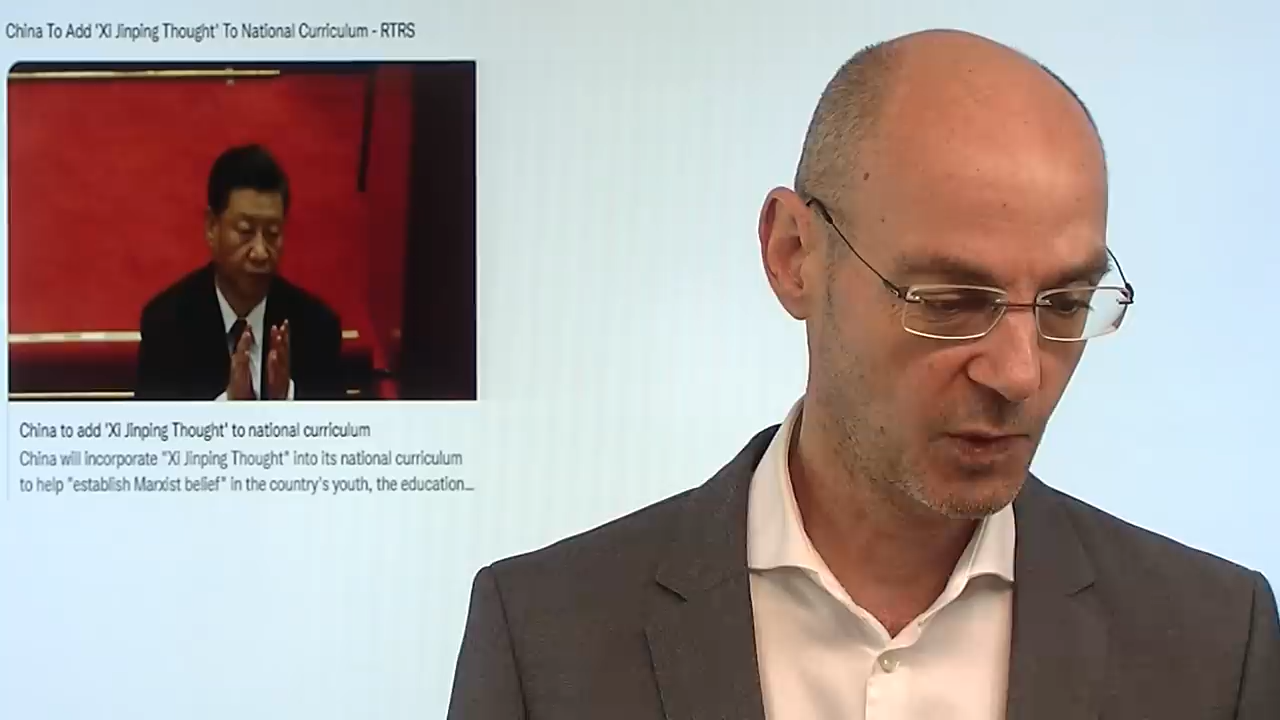 China To Add 'Xi Jinping Thought' To National Curriculum - RTRS
China to add 'Xi Jinping Thought' to national curriculum
China will incorporate "Xi Jinping Thought" into its national curriculum
to help "establish Marxist belief" in the country's youth, the education...